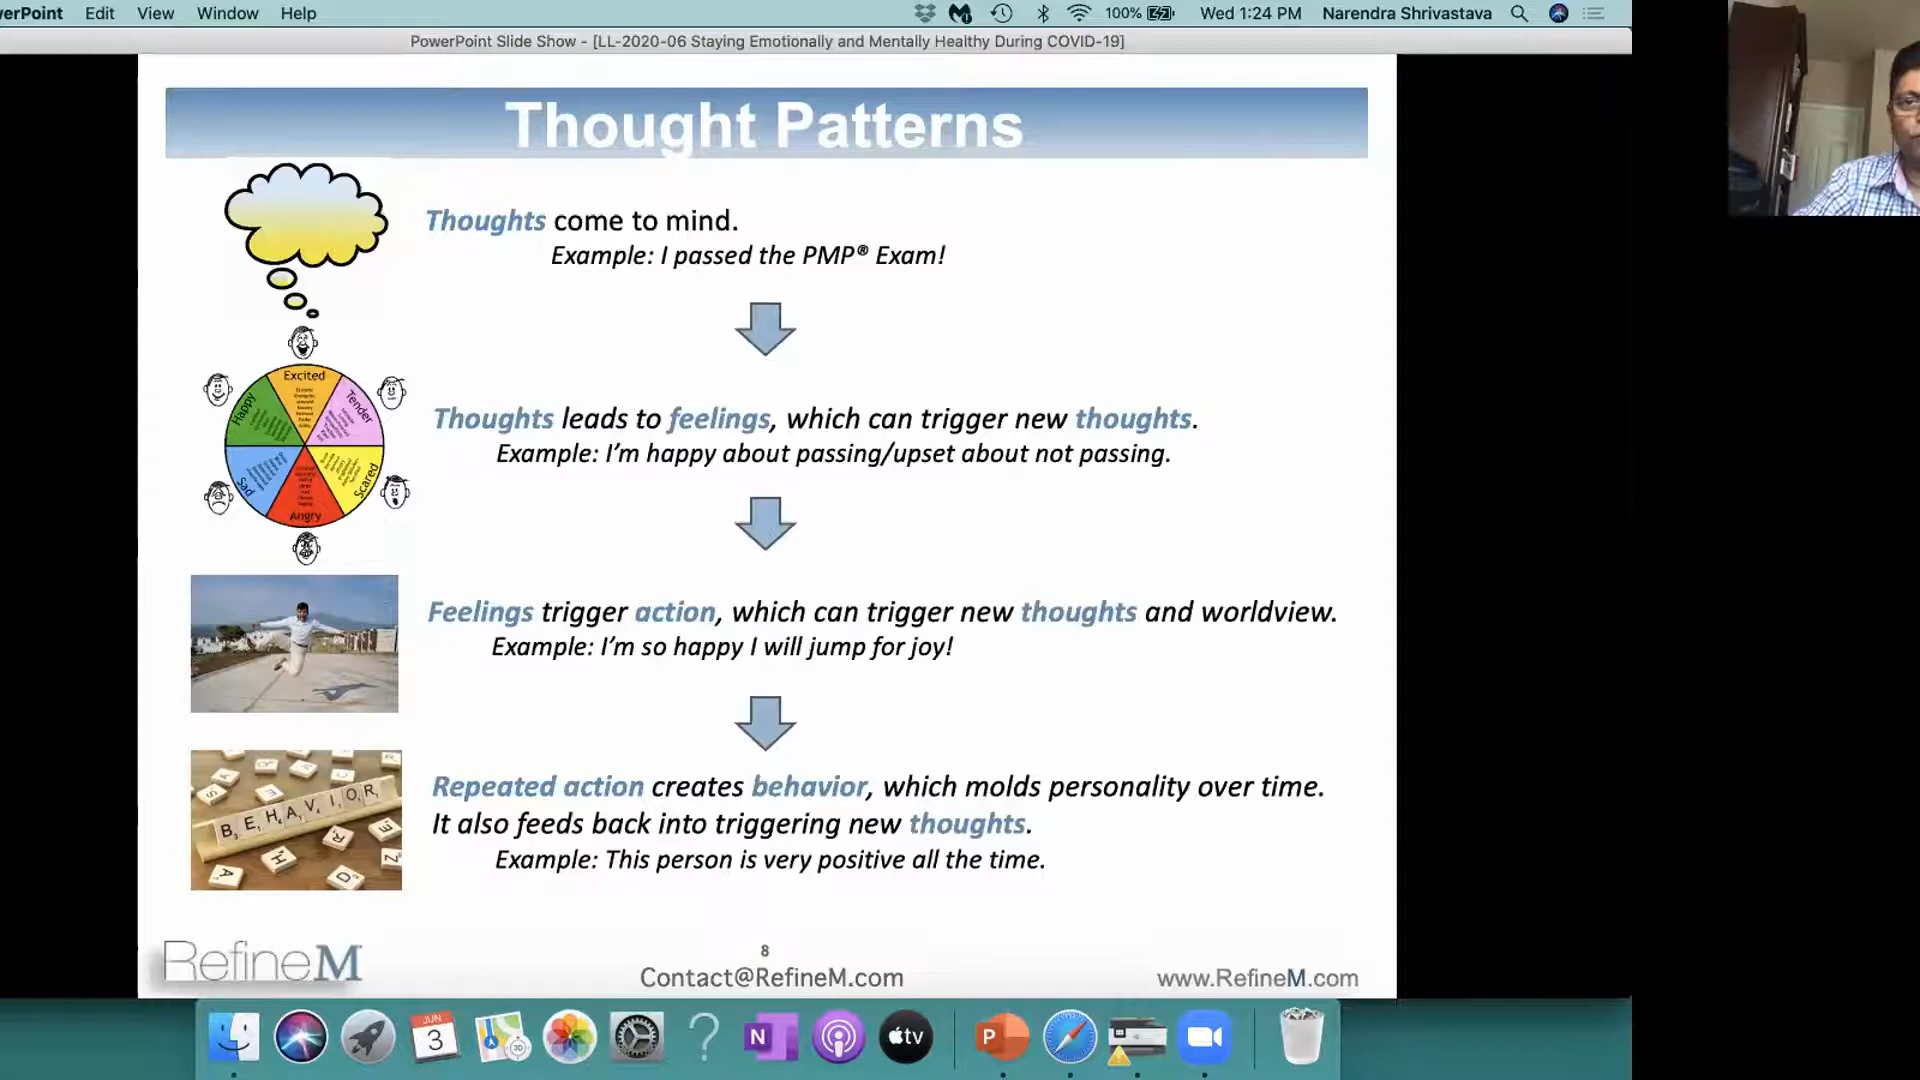 erPoint Edit View Window Help 100% Wed 1:24 PM Narendra Shrivastava
PowerPoint Slide Show - [LL-2020-06 Staying Emotionally and Mentally Healthy During COVID-19]
Thought Patterns
Thoughts come to mind.
Example: I passed the PMP® Exam!
Excited
Happy
Tender
Sad
Scared
Angry
Thoughts leads to feelings, which can trigger new thoughts.
Example: I'm happy about passing/upset about not passing.
Feelings trigger action, which can trigger new thoughts and worldview.
Example: I'm so happy I will jump for joy!
BEHAVIOR
Repeated action creates behavior, which molds personality over time.
It also feeds back into triggering new thoughts.
Example: This person is very positive all the time.
RefineM
8
Contact@RefineM.com
www.RefineM.com
JUN
3
3D
N
tv
P